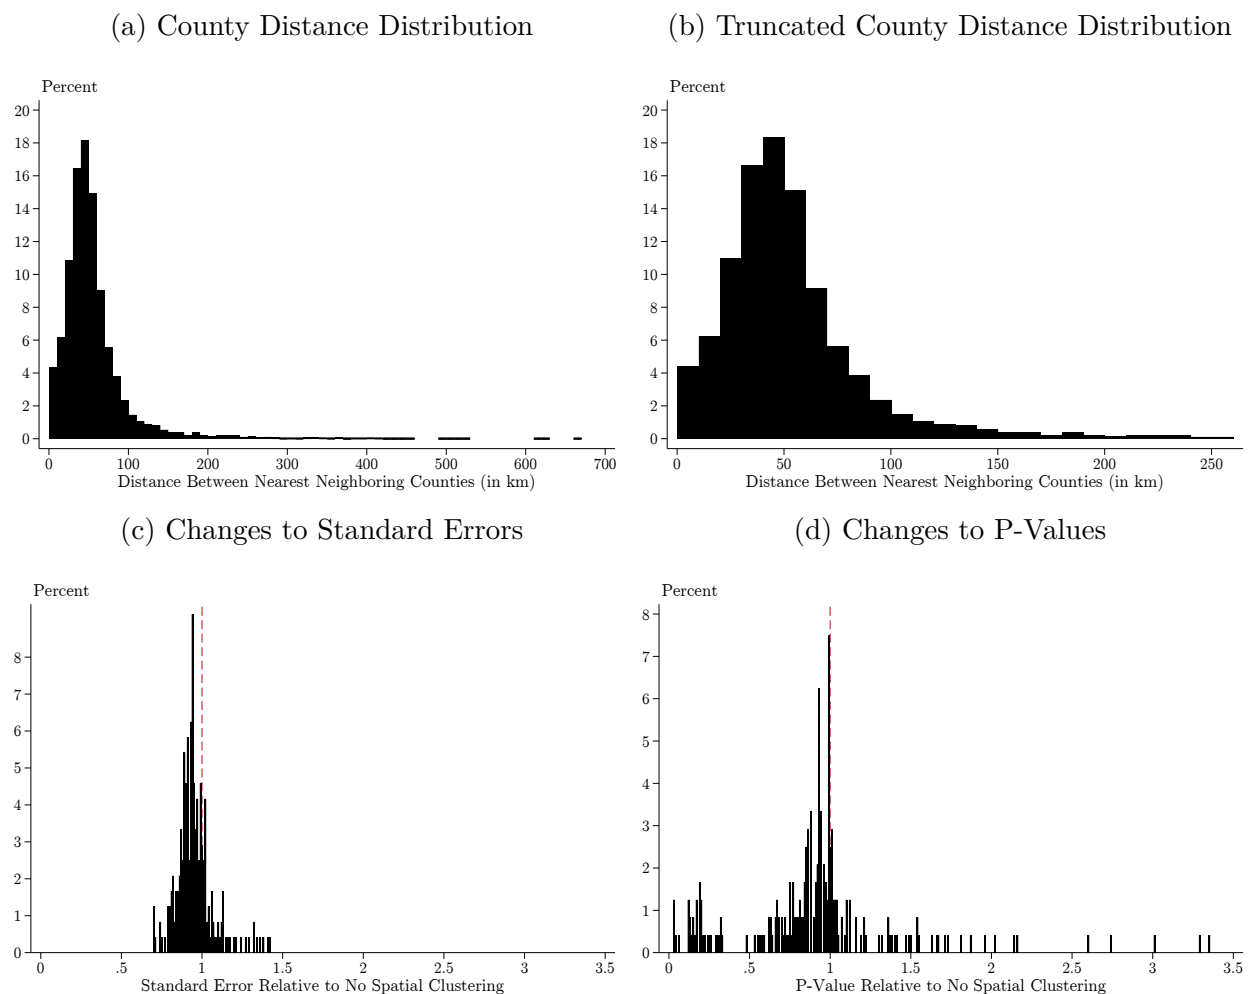 (a) County Distance Distribution
Percent
20
18
16
14
12
10
8
6
4
2
0
0 100 200 300 400 500 600 700
Distance Between Nearest Neighboring Counties (in km)
(b) Truncated County Distance Distribution
Percent
20
18
16
14
12
10
8
6
4
2
0
0 50 100 150 200 250
Distance Between Nearest Neighboring Counties (in km)
(c) Changes to Standard Errors
Percent
8
7
6
5
4
3
2
1
0
0 .5 1 1.5 2 2.5 3 3.5
Standard Error Relative to No Spatial Clustering
(d) Changes to P-Values
Percent
8
7
6
5
4
3
2
1
0
0 .5 1 1.5 2 2.5 3 3.5
P-Value Relative to No Spatial Clustering